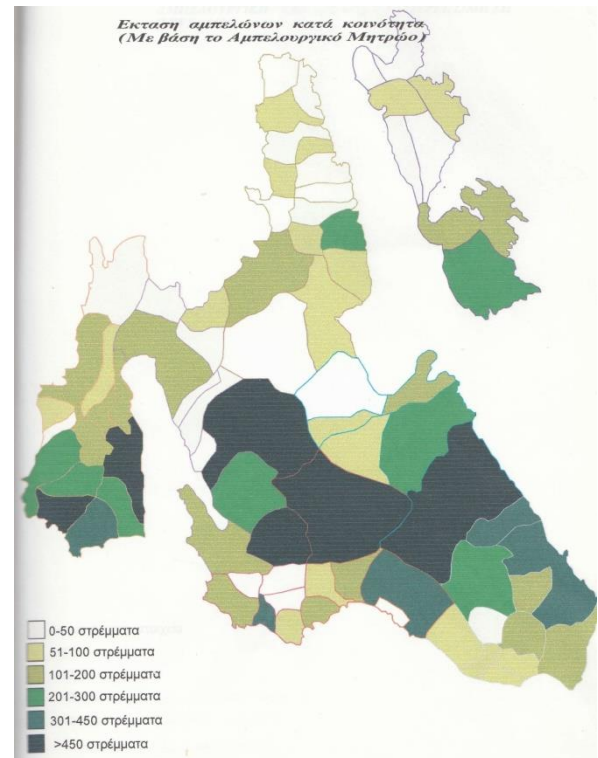 Εκταση αμπελώνων κατά κοινότητα
(Με βάση το Αμπελουργικό Μητρώο)
0-50 στρέμματα
51-100 στρέμματα
101-200 στρέμματα
201-300 στρέμματα
301-450 στρέμματα
>450 στρέμματα